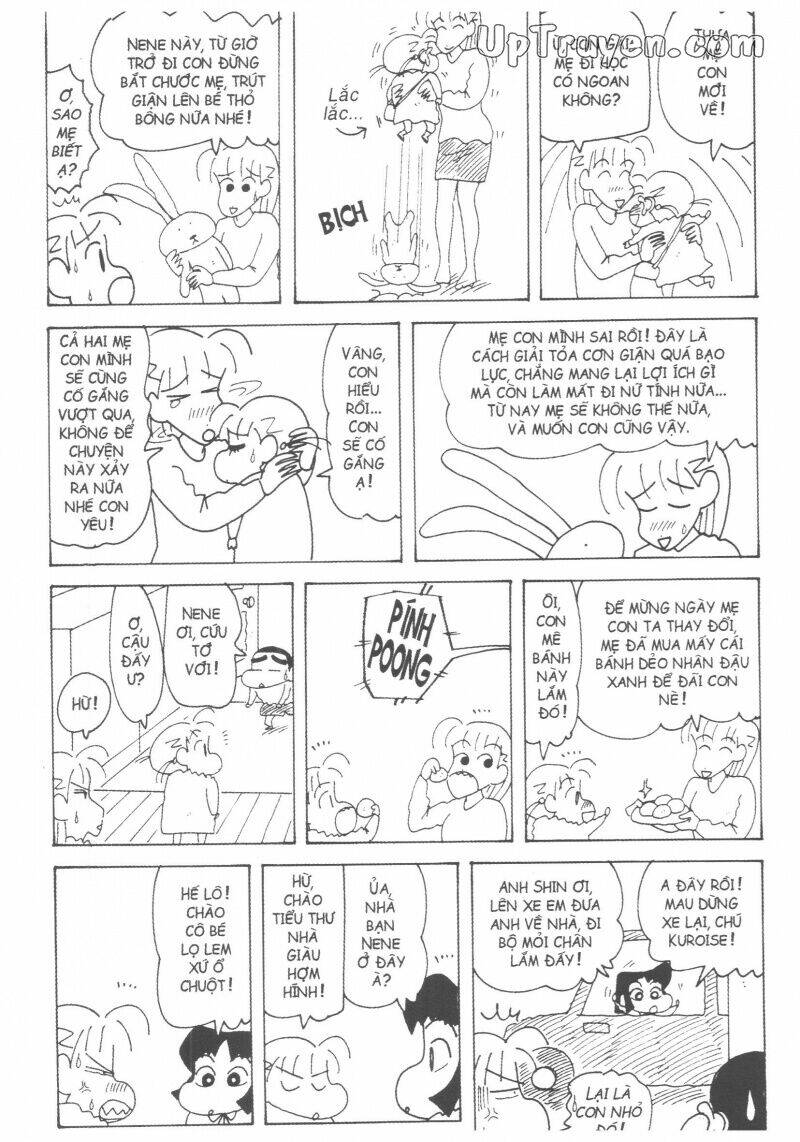 UpTruyen.com
THƯA
MẸ
CON
MỚI
VỀ!
CON GÁI
MẸ ĐI HỌC
CÓ NGOAN
KHÔNG?
Lắc
lắc...
BỊCH
NENE NÀY, TỪ GIỜ
TRỞ ĐI CON ĐỪNG
BẮT CHƯỚC MẸ, TRÚT
GIẬN LÊN BÉ THỎ
BÔNG NỮA NHÉ!
Ơ,
SAO
MẸ
BIẾT
Ạ?
MẸ CON MÌNH SAI RỒI! ĐÂY LÀ
CÁCH GIẢI TỎA CƠN GIẬN QUÁ BẠO
LỰC, CHẲNG MANG LẠI LỢI ÍCH GÌ
MÀ CÒN LÀM MẤT ĐI NỮ TÍNH NỮA...
TỪ NAY MẸ SẼ KHÔNG THẾ NỮA,
VÀ MUỐN CON CŨNG VẬY.
VÂNG,
CON
HIỂU
RỒI...
CON
SẼ CỐ
GẮNG
Ạ!
CẢ HAI MẸ
CON MÌNH
SẼ CÙNG
CỐ GẮNG
VƯỢT QUA,
KHÔNG ĐỂ
CHUYỆN
NÀY XẢY
RA NỮA
NHÉ CON
YÊU!
ĐỂ MỪNG NGÀY MẸ
CON TA THAY ĐỔI,
MẸ ĐÃ MUA MẤY CÁI
BÁNH DẺO NHÂN ĐẬU
XANH ĐỂ ĐÃI CON
NÈ!
ÔI,
CON
MÊ
BÁNH
NÀY
LẮM
ĐÓ!
PÍNH
POONG
NENE
ƠI, CỨU
TỚ
VỚI!
Ơ,
CẬU
ĐẤY
Ư?
HỪ!
A ĐÂY RỒI!
MAU DỪNG
XE LẠI, CHÚ
KUROISE!
ANH SHIN ƠI,
LÊN XE EM ĐƯA
ANH VỀ NHÀ, ĐI
BỘ MỎI CHÂN
LẮM ĐẤY!
LẠI LÀ
CON NHỎ
ĐÓ!
ỦA,
NHÀ
BẠN
NENE
Ở ĐÂY
À?
HỪ,
CHÀO
TIỂU THƯ
NHÀ
GIÀU
HỢM
HĨNH!
HÊ LÔ!
CHÀO
CÔ BÉ
LỌ LEM
XỨ Ổ
CHUỘT!